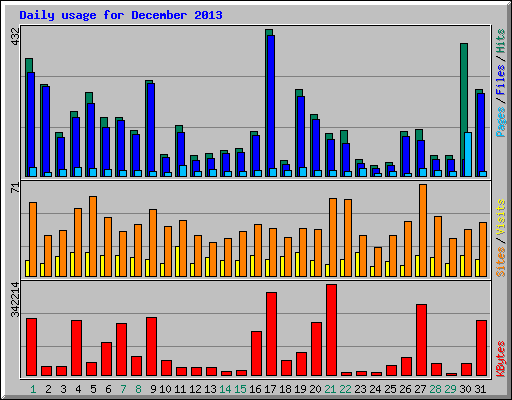 Daily usage for December 2013
432
Pages / Files / Hits
71
Sites / Visits
342214
KBytes
1 2 3 4 5 6 7 8 9 10 11 12 13 14 15 16 17 18 19 20 21 22 23 24 25 26 27 28 29 30 31